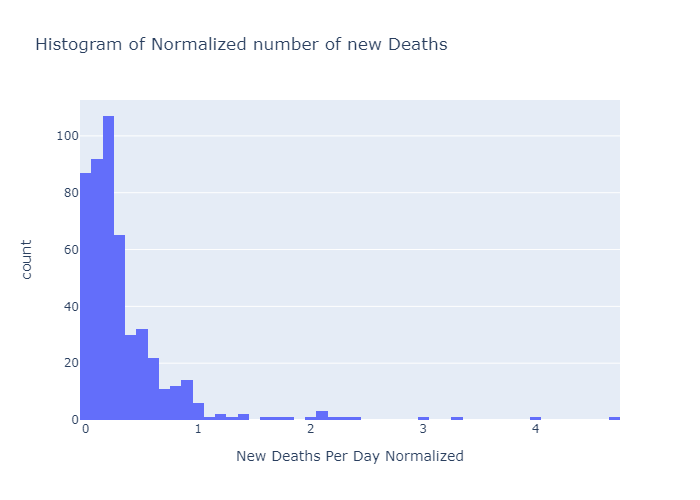 Histogram of Normalized number of new Deaths
100
80
60
40
20
0
count
0 1 2 3 4
New Deaths Per Day Normalized